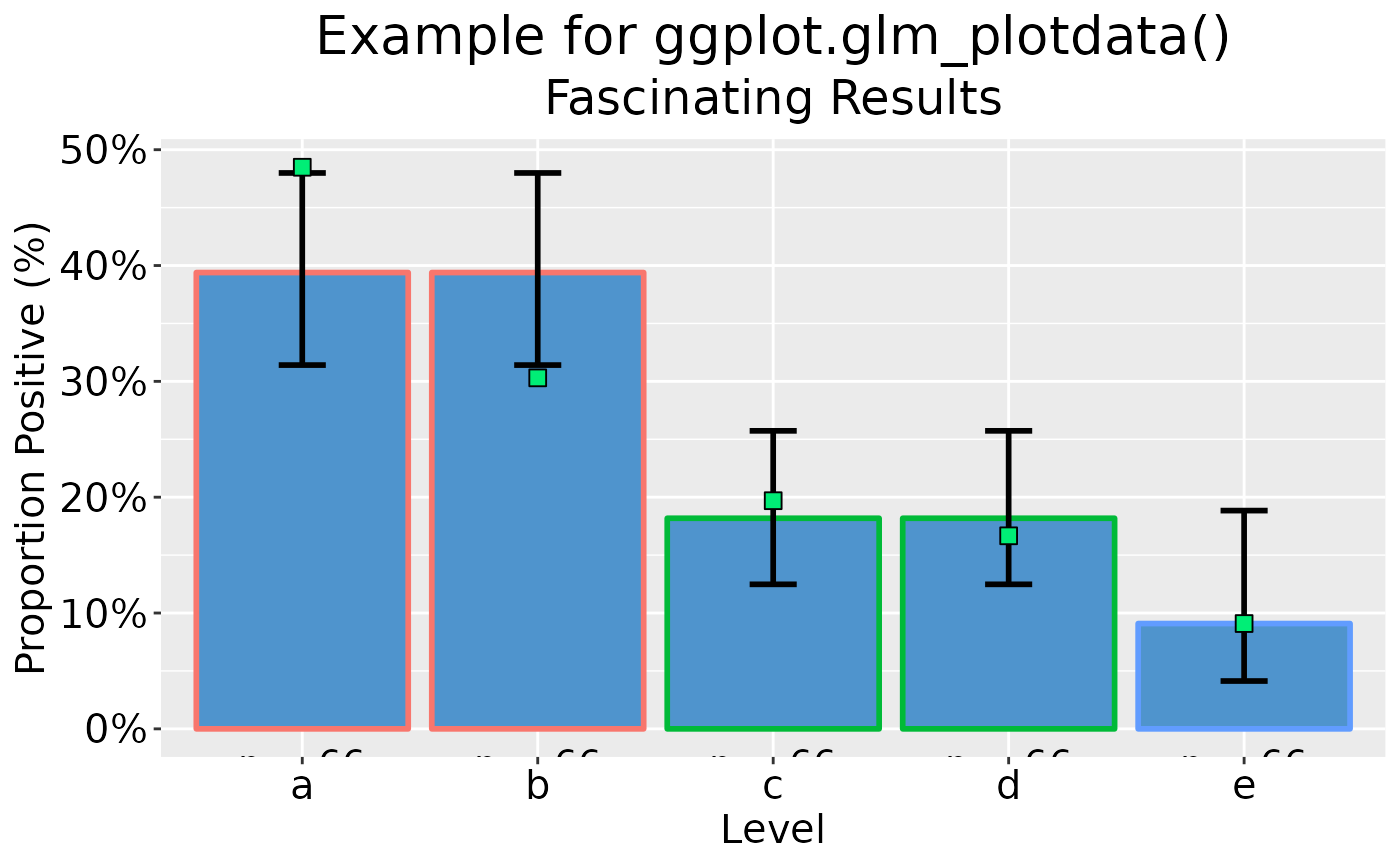 Example for ggplot.glm_plotdata()
Fascinating Results
Proportion Positive (%)
50%
40%
30%
20%
10%
0%
a b c d e
Level